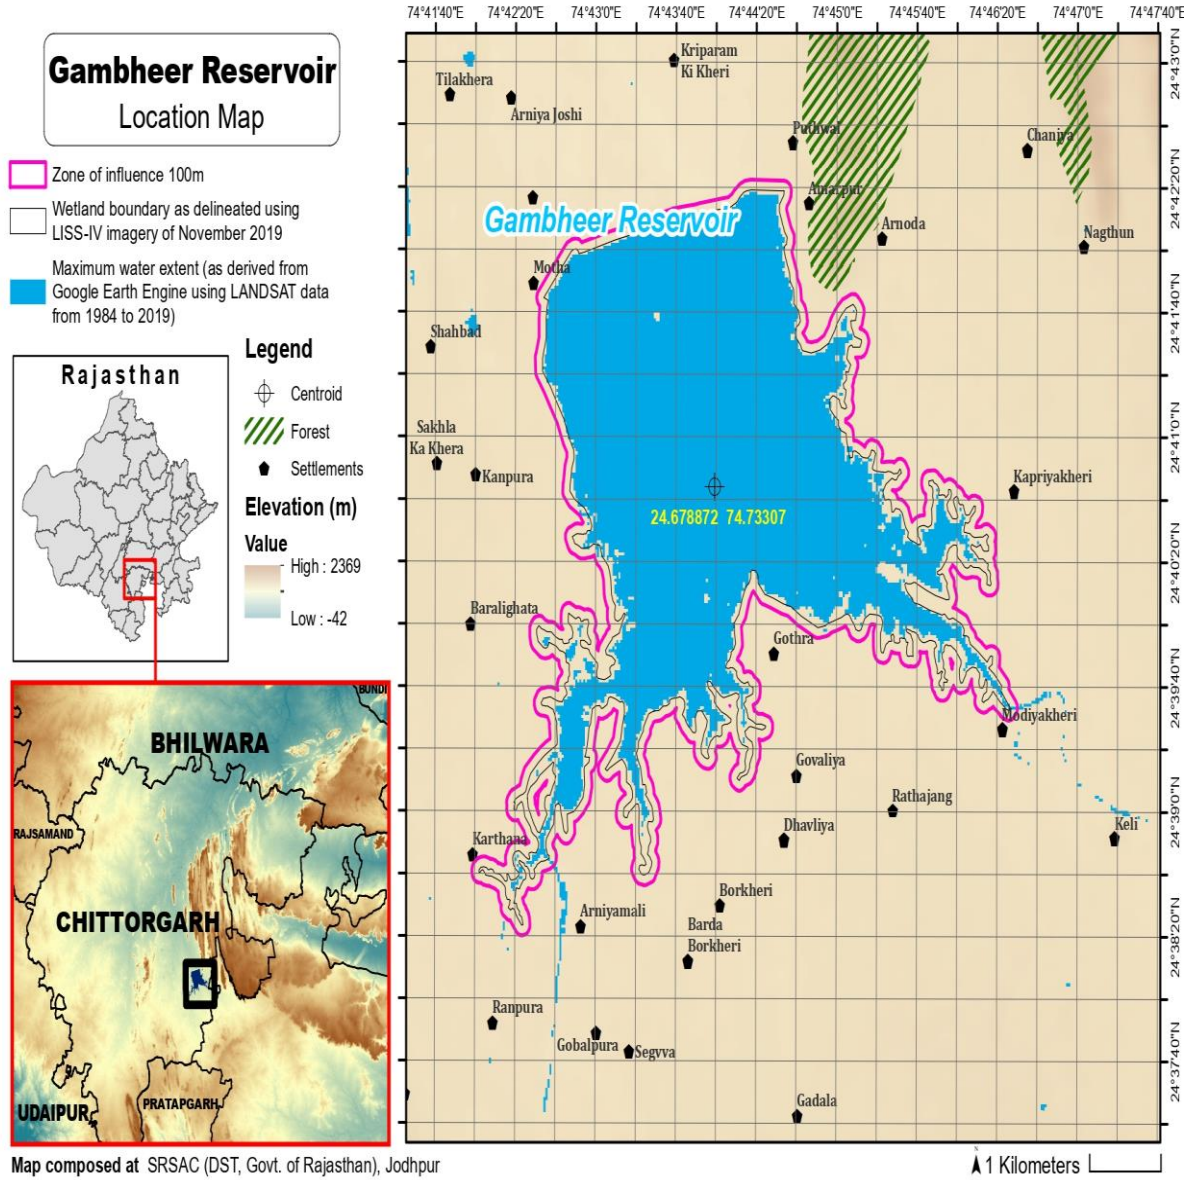 Gambheer Reservoir
Location Map
Zone of influence 100m
Wetland boundary as delineated using
LISS-IV imagery of November 2019
Maximum water extent (as derived from
Google Earth Engine using LANDSAT data
from 1984 to 2019)
Rajasthan
Legend
Centroid
Forest
Settlements
Elevation (m)
Value
High : 2369
Low : -42
BUNDI
BHILWARA
RAJSAMAND
CHITTORGARH
UDAIPUR
PRATAPGARH
Map composed at SRSAC (DST, Govt. of Rajasthan), Jodhpur
74°41'40"E 74°42'20"E 74°43'0"E 74°43'40"E 74°44'20"E 74°45'0"E 74°45'40"E 74°46'20"E 74°47'0"E 74°47'40"E
24°43'0"N
24°42'20"N
24°41'40"N
24°41'0"N
24°40'20"N
24°39'40"N
24°39'0"N
24°38'20"N
24°37'40"N
Kriparam
Ki Kheri
Tilakhera
Arniya Joshi
Puthwal
Chaniya
Amarpur
Gambheer Reservoir
Arnoda
Nagthun
Motha
Shahbad
Sakhla
Ka Khera
Kanpura
Kapriyakheri
24.678872 74.73307
Baralighata
Gothra
Modiyakheri
Govaliya
Rathajang
Karthana
Dhavliya
Keli
Borkheri
Arniyamali
Barda
Borkheri
Ranpura
Gobalpura
Segvva
Gadala
N
1 Kilometers